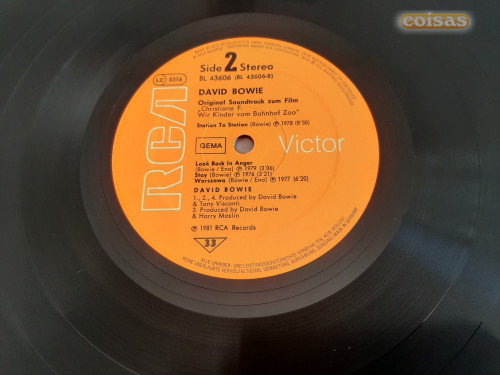 eoisas
LC 0316
Side 2 Stereo
BL 43606 (BL 43606-B)
DAVID BOWIE
Original Soundtrack zum Film
„Christiane F.
Wir Kinder vom Bahnhof Zoo"
Station To Station (Bowie) ℗ 1978 (8'50)
GEMA
RCA
Victor
Look Back In Anger
(Bowie / Eno) ℗ 1979 (3'06)
Stay (Bowie) ℗ 1976 (3'21)
Warszawa (Bowie / Eno) ℗ 1977 (6'20)
DAVID BOWIE
1., 2., 4. Produced by David Bowie
& Tony Visconti
3. Produced by David Bowie
& Harry Maslin
℗ 1981 RCA Records
33